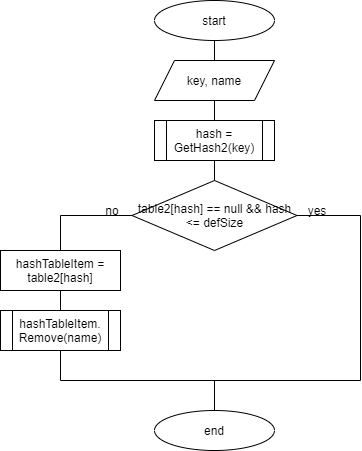 start
key, name
hash =
GetHash2(key)
no
table2[hash] == null && hash
<= defSize
yes
hashTableItem =
table2[hash]
hashTableItem.
Remove(name)
end